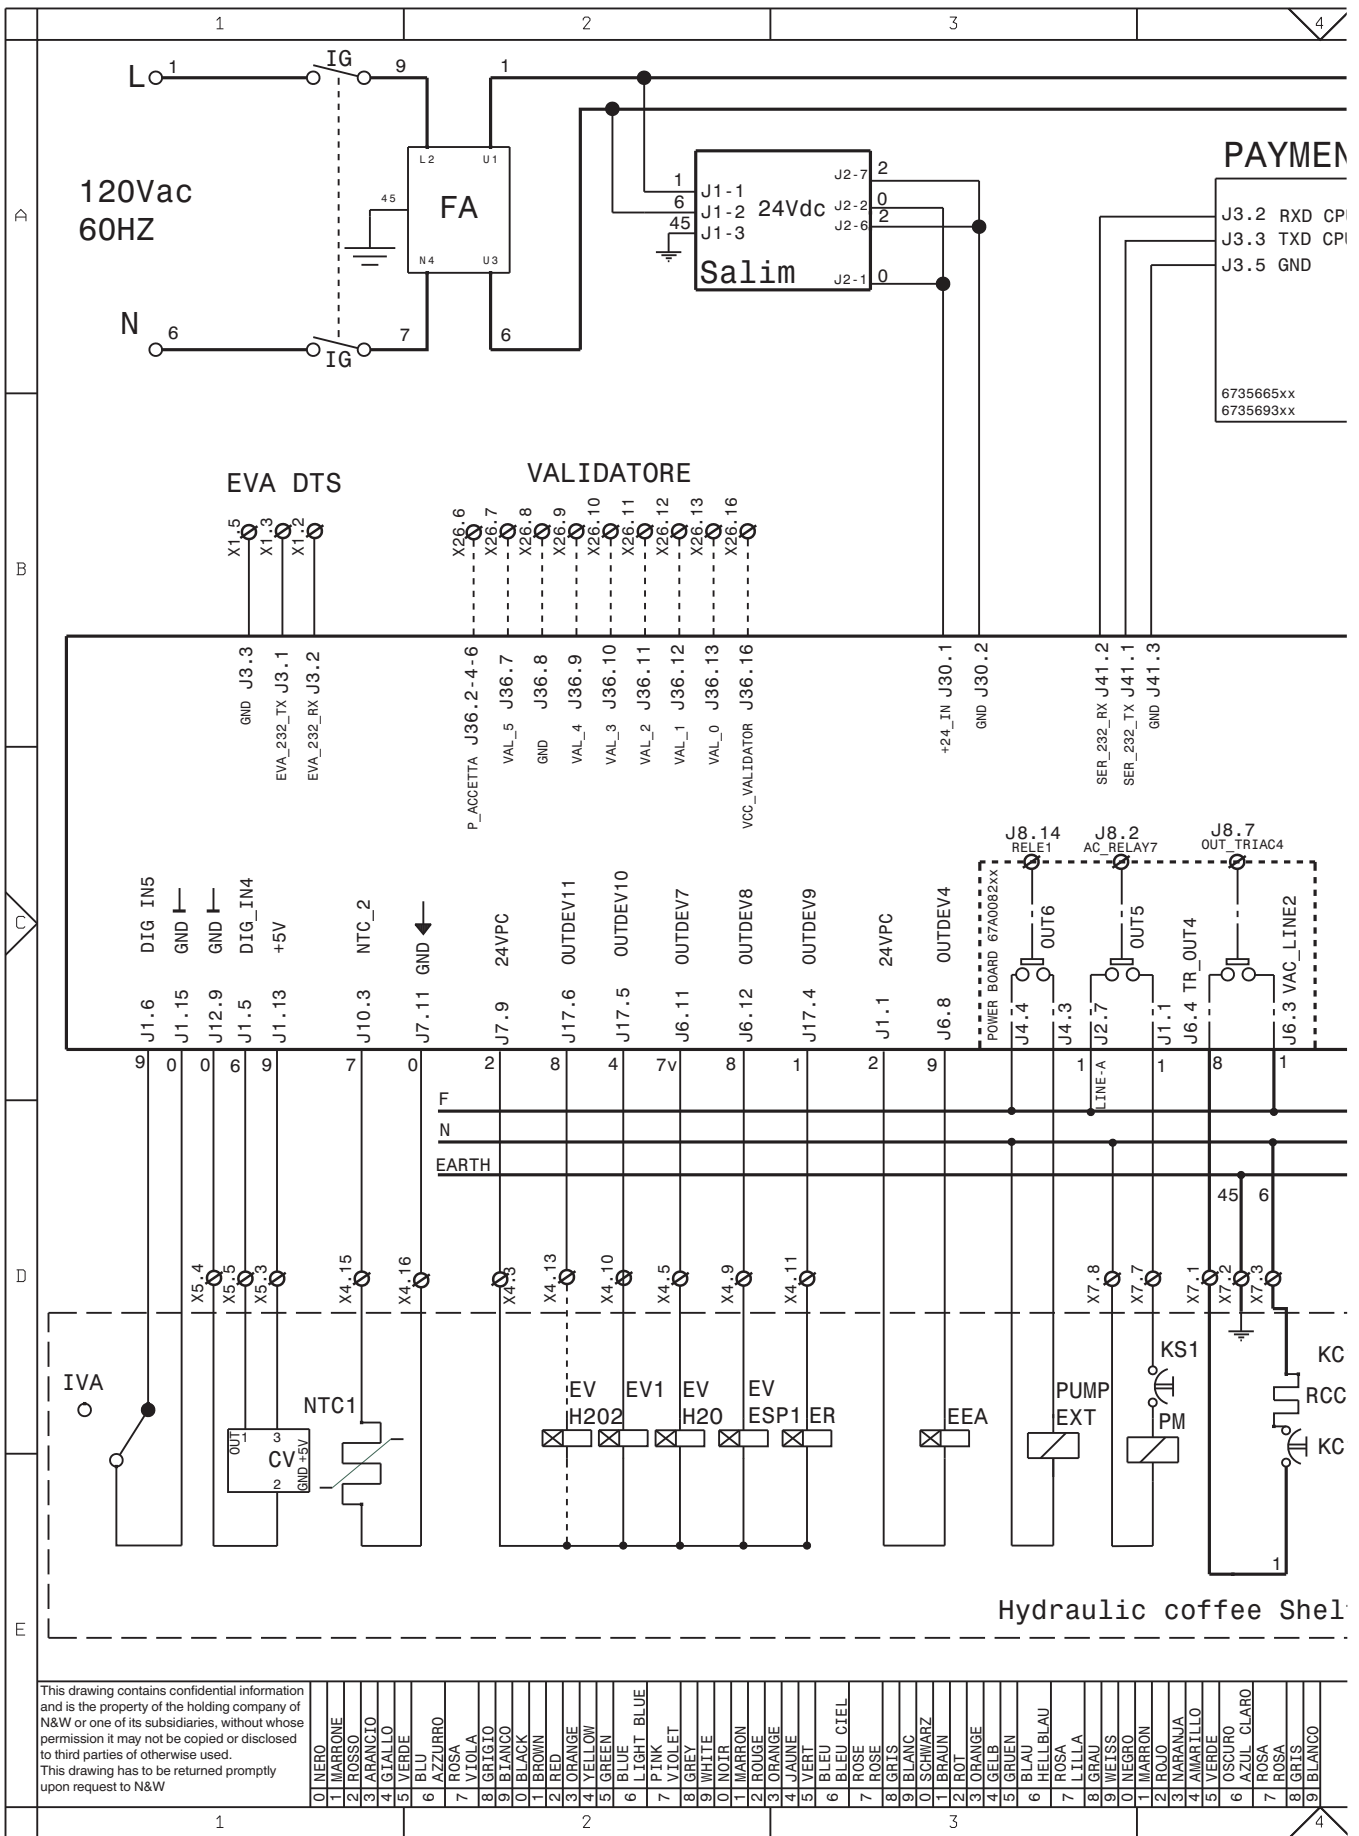 1 2 3 4
L 1 IG 9 1
L2 U1
FA
45
N4 U3
120Vac
60HZ
N 6 IG 7 6
1 J1-1
6 J1-2
45 J1-3
24Vdc
Salim
J2-7 2
J2-2 0
J2-6 2
J2-1 0
PAYMEN
J3.2 RXD CPU
J3.3 TXD CPU
J3.5 GND
6735665xx
6735693xx
A
B
C
D
E
EVA DTS
X1.5 X1.3 X1.2
VALIDATORE
X26.6 X26.7 X26.8 X26.9 X26.10 X26.11 X26.12 X26.13 X26.16
GND J3.3
EVA_232_TX J3.1
EVA_232_RX J3.2
P_ACCETTA J36.2-4-6
VAL_5 J36.7
GND J36.8
VAL_4 J36.9
VAL_3 J36.10
VAL_2 J36.11
VAL_1 J36.12
VAL_0 J36.13
VCC_VALIDATOR J36.16
+24_IN J30.1
GND J30.2
SER_232_RX J41.2
SER_232_TX J41.1
GND J41.3
J8.14
RELE1
J8.2
AC_RELAY7
J8.7
OUT_TRIAC4
POWER BOARD 67A0082xx
OUT6
OUT5
J4.4
J4.3
J2.7
J1.1
J6.4 TR_OUT4
J6.3 VAC_LINE2
J1.6 DIG IN5
J1.15 GND
J12.9 GND
J1.5 DIG_IN4
J1.13 +5V
J10.3 NTC_2
J7.11 GND
J7.9 24VPC
J17.6 OUTDEV11
J17.5 OUTDEV10
J6.11 OUTDEV7
J6.12 OUTDEV8
J17.4 OUTDEV9
J1.1 24VPC
J6.8 OUTDEV4
9 0 0 6 9 7 0 2 8 4 7v 8 1 2 9 1 1 8 1
LINE-A
F
N
EARTH
45 6
X5.4 X5.5 X5.3 X4.15 X4.16 X4.3 X4.13 X4.10 X4.5 X4.9 X4.11 X7.8 X7.7 X7.1 X7.2 X7.3
IVA
OUT 1 3
CV
GND +5V
2
NTC1
EV
H2O2
EV1
EV
H2O
EV
ESP1
ER
EEA
PUMP
EXT
KS1
PM
KC
RCC
KC
1
Hydraulic coffee Shel
This drawing contains confidential information
and is the property of the holding company of
N&W or one of its subsidiaries, without whose
permission it may not be copied or disclosed
to third parties of otherwise used.
This drawing has to be returned promptly
upon request to N&W
0 NERO
1 MARRONE
2 ROSSO
3 ARANCIO
4 GIALLO
5 VERDE
6 BLU
AZZURRO
7 ROSA
VIOLA
8 GRIGIO
9 BIANCO
0 BLACK
1 BROWN
2 RED
3 ORANGE
4 YELLOW
5 GREEN
6 BLUE
LIGHT BLUE
7 PINK
VIOLET
8 GREY
9 WHITE
0 NOIR
1 MARRON
2 ROUGE
3 ORANGE
4 JAUNE
5 VERT
6 BLEU
BLEU CIEL
7 ROSE
ROSE
8 GRIS
9 BLANC
0 SCHWARZ
1 BRAUN
2 ROT
3 ORANGE
4 GELB
5 GRUEN
6 BLAU
HELLBLAU
7 ROSA
LILLA
8 GRAU
9 WEISS
0 NEGRO
1 MARRON
2 ROJO
3 NARANJA
4 AMARILLO
5 VERDE
6 OSCURO
AZUL CLARO
7 ROSA
ROSA
8 GRIS
9 BLANCO
1 2 3 4